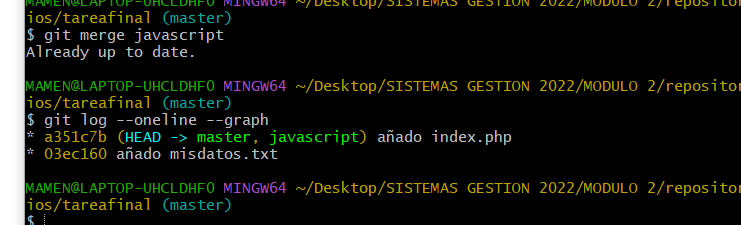 MAMEN@LAPTOP-UHCLDHF0 MINGW64 ~/Desktop/SISTEMAS GESTION 2022/MODULO 2/repositor
ios/tareafinal (master)
$ git merge javascript
Already up to date.
MAMEN@LAPTOP-UHCLDHF0 MINGW64 ~/Desktop/SISTEMAS GESTION 2022/MODULO 2/repositor
ios/tareafinal (master)
$ git log --oneline --graph
* a351c7b (HEAD -> master, javascript) añado index.php
* 03ec160 añado misdatos.txt
MAMEN@LAPTOP-UHCLDHF0 MINGW64 ~/Desktop/SISTEMAS GESTION 2022/MODULO 2/repositor
ios/tareafinal (master)
$